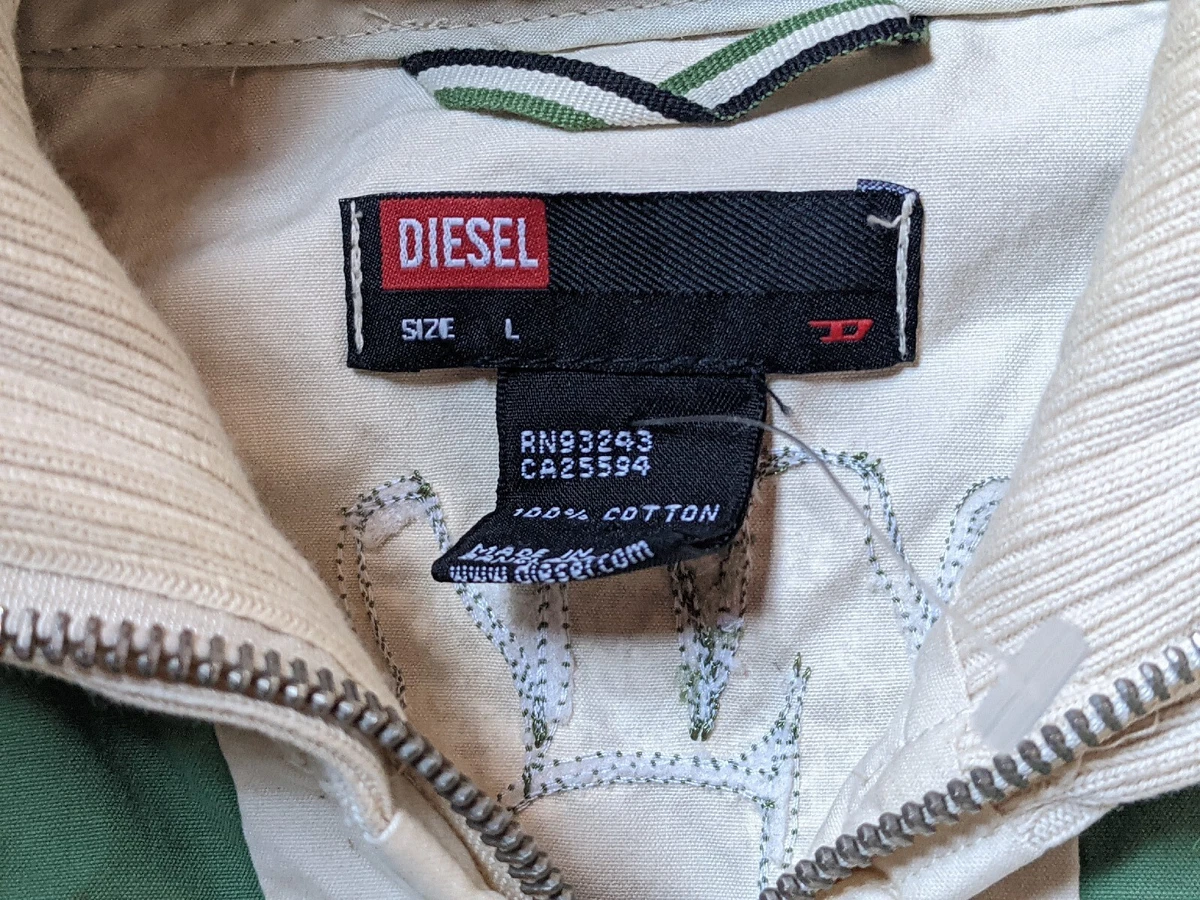 DIESEL
SIZE L
D
RN93243
CA25594
100% COTTON
MADE IN
www.diesel.com